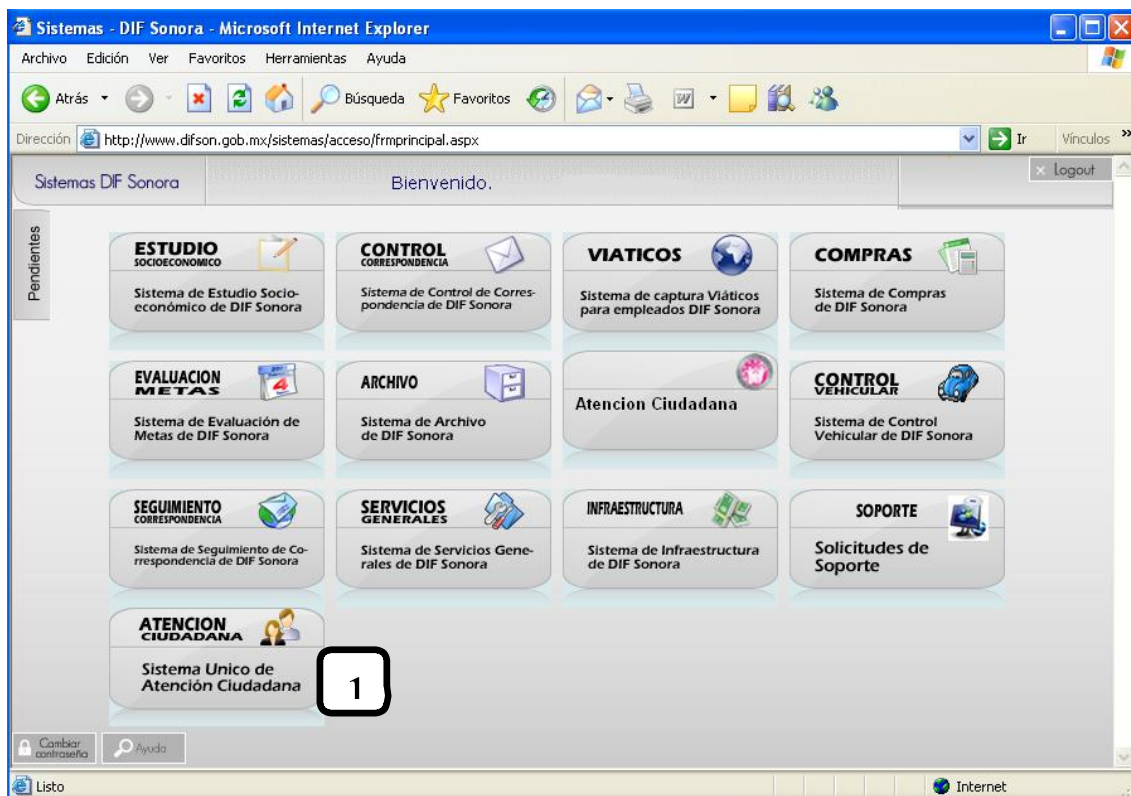 Sistemas - DIF Sonora - Microsoft Internet Explorer
Archivo Edición Ver Favoritos Herramientas Ayuda
Atrás Búsqueda Favoritos
Dirección http://www.difson.gob.mx/sistemas/acceso/frmprincipal.aspx Ir Vínculos »
Sistemas DIF Sonora Bienvenido. × Logout
Pendientes
ESTUDIO
SOCIOECONOMICO
Sistema de Estudio Socio-
económico de DIF Sonora
CONTROL
CORRESPONDENCIA
Sistema de Control de Corres-
pondencia de DIF Sonora
VIATICOS
Sistema de captura Viáticos
para empleados DIF Sonora
COMPRAS
Sistema de Compras
de DIF Sonora
EVALUACION
METAS
4
Sistema de Evaluación de
Metas de DIF Sonora
ARCHIVO
Sistema de Archivo
de DIF Sonora
Atencion Ciudadana
CONTROL
VEHICULAR
Sistema de Control
Vehicular de DIF Sonora
SEGUIMIENTO
CORRESPONDENCIA
Sistema de Seguimiento de Co-
rrespondencia de DIF Sonora
SERVICIOS
GENERALES
Sistema de Servicios Gene-
rales de DIF Sonora
INFRAESTRUCTURA
Sistema de Infraestructura
de DIF Sonora
SOPORTE
Solicitudes de
Soporte
ATENCION
CIUDADANA
Sistema Unico de
Atención Ciudadana
1
Cambiar
contraseña
Ayuda
Listo Internet